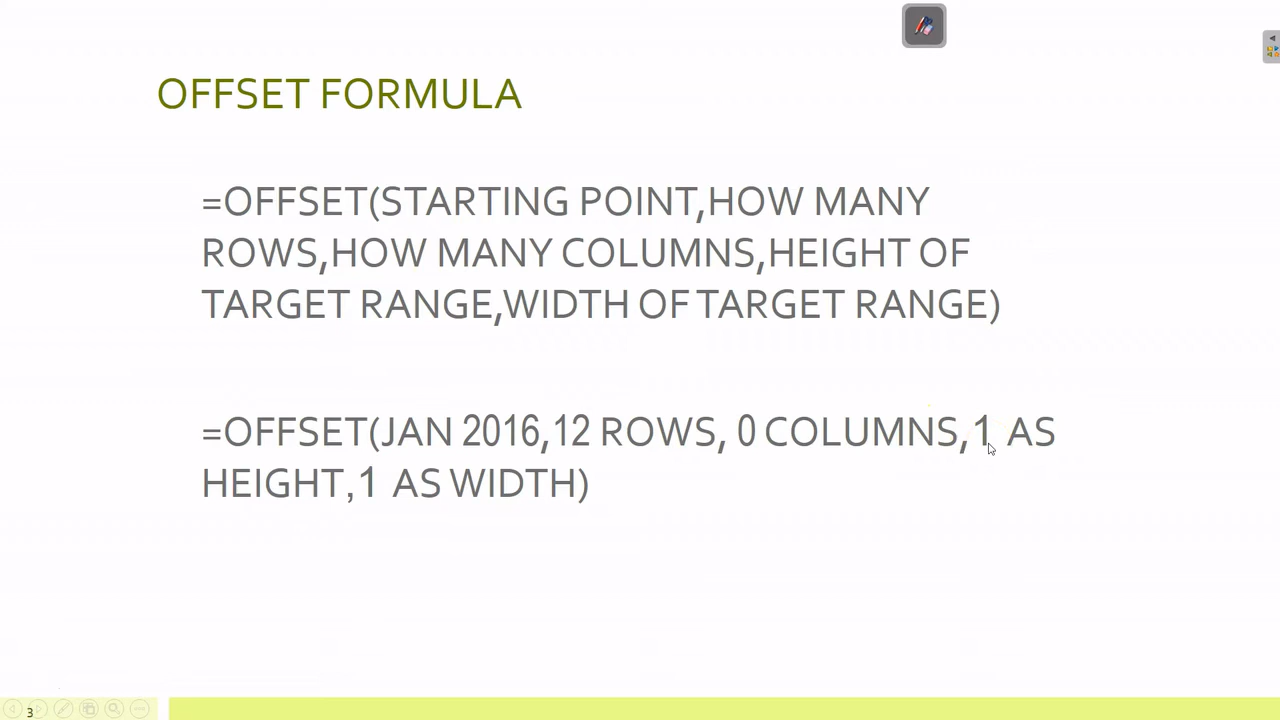 OFFSET FORMULA
=OFFSET(STARTING POINT,HOW MANY
ROWS,HOW MANY COLUMNS,HEIGHT OF
TARGET RANGE,WIDTH OF TARGET RANGE)
=OFFSET(JAN 2016,12 ROWS, 0 COLUMNS,1 AS
HEIGHT,1 AS WIDTH)
3